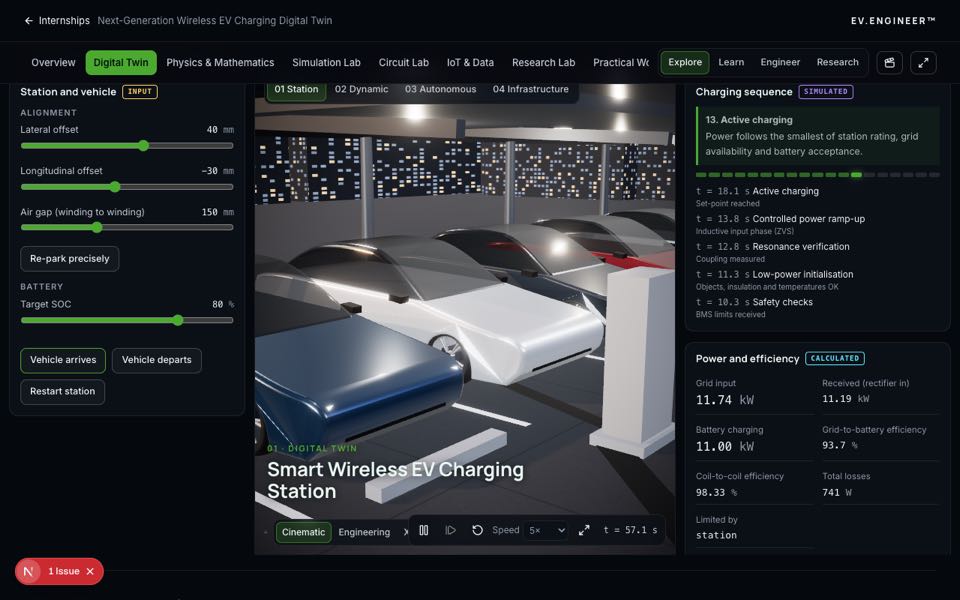 ← Internships Next-Generation Wireless EV Charging Digital Twin
EV.ENGINEER™
Overview Digital Twin Physics & Mathematics Simulation Lab Circuit Lab IoT & Data Research Lab Practical
Explore Learn Engineer Research
Station and vehicle INPUT
ALIGNMENT
Lateral offset 40 mm
Longitudinal offset −30 mm
Air gap (winding to winding) 150 mm
Re-park precisely
BATTERY
Target SOC 80 %
Vehicle arrives Vehicle departs
Restart station
01 Station 02 Dynamic 03 Autonomous 04 Infrastructure
01 · DIGITAL TWIN
Smart Wireless EV Charging
Station
Cinematic Engineering
Speed 5× t = 57.1 s
Charging sequence SIMULATED
13. Active charging
Power follows the smallest of station rating, grid
availability and battery acceptance.
t = 18.1 s Active charging
Set-point reached
t = 13.8 s Controlled power ramp-up
Inductive input phase (ZVS)
t = 12.8 s Resonance verification
Coupling measured
t = 11.3 s Low-power initialisation
Objects, insulation and temperatures OK
t = 10.3 s Safety checks
BMS limits received
Power and efficiency CALCULATED
Grid input Received (rectifier in)
11.74 kW 11.19 kW
Battery charging Grid-to-battery efficiency
11.00 kW 93.7 %
Coil-to-coil efficiency Total losses
98.33 % 741 W
Limited by
station
N 1 Issue ×